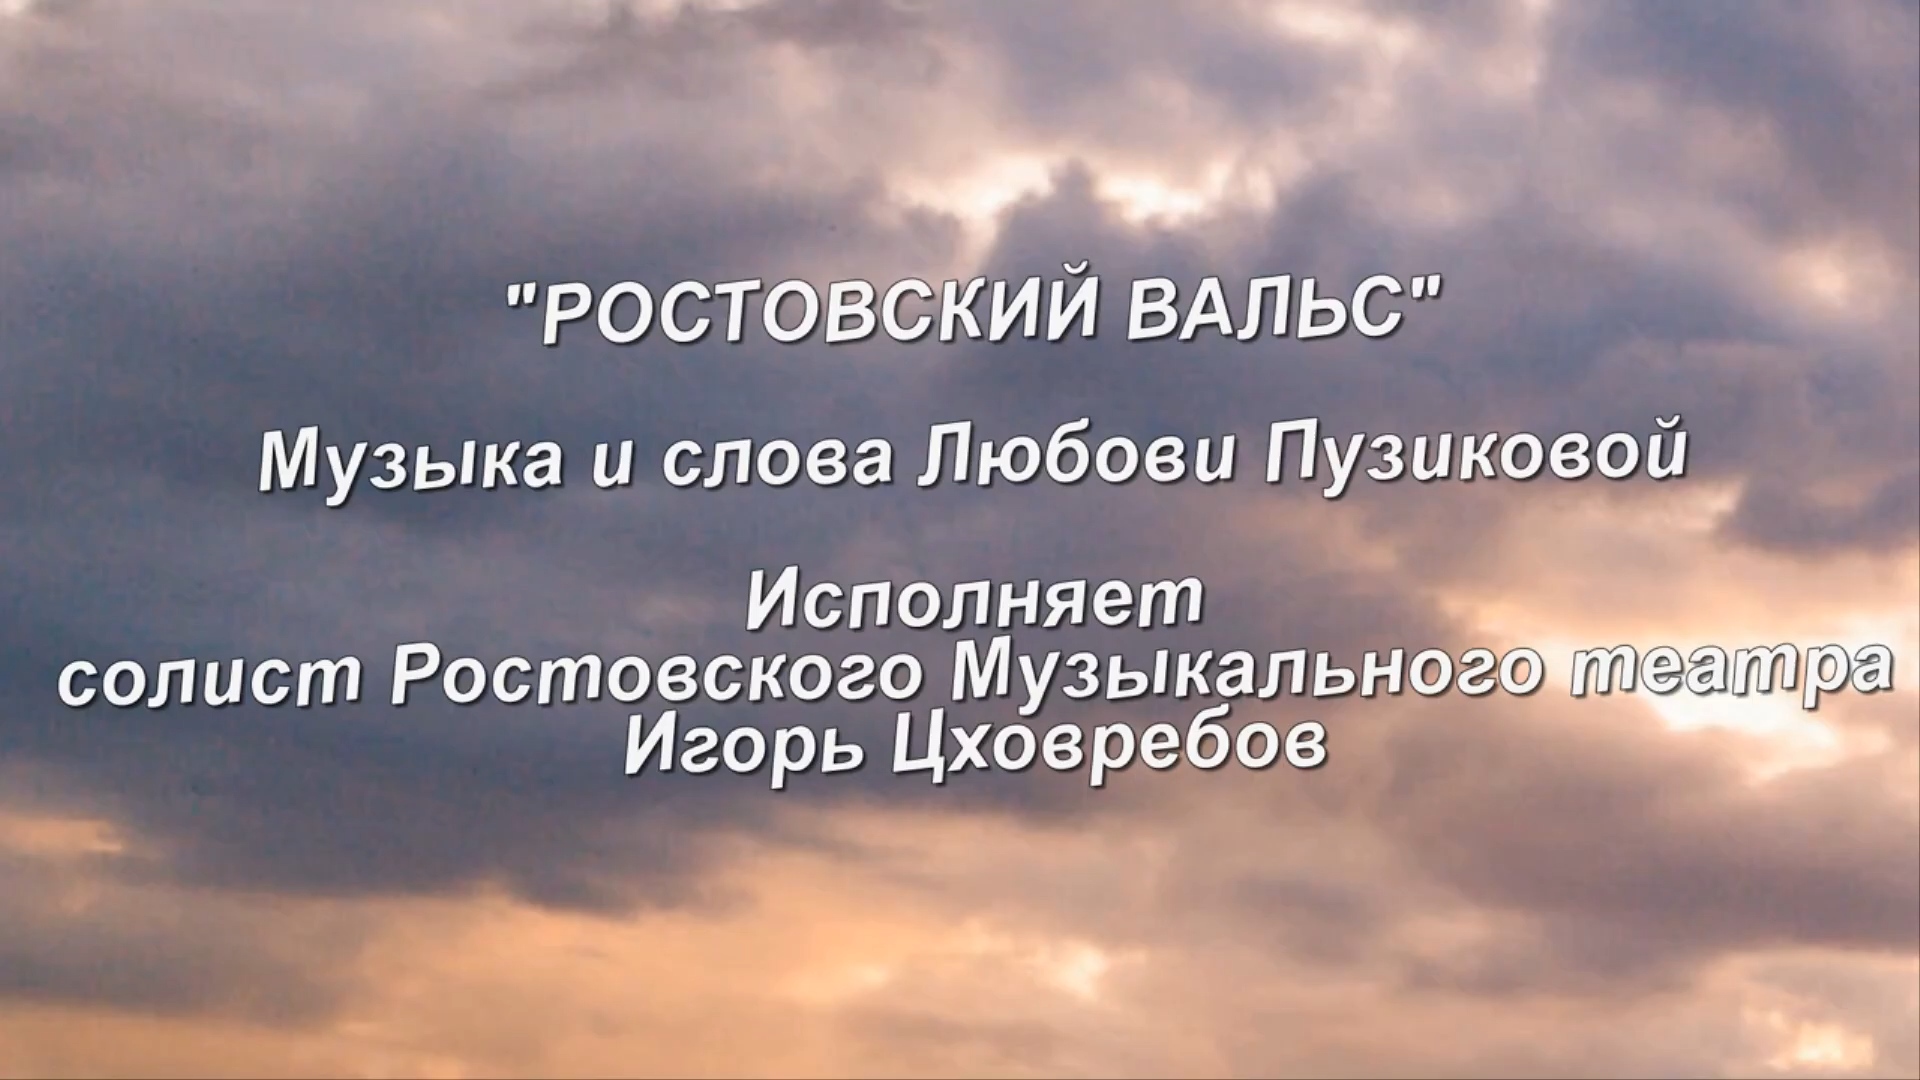 "РОСТОВСКИЙ ВАЛЬС"
Музыка и слова Любови Пузиковой
Исполняет
солист Ростовского Музыкального театра
Игорь Цховребов